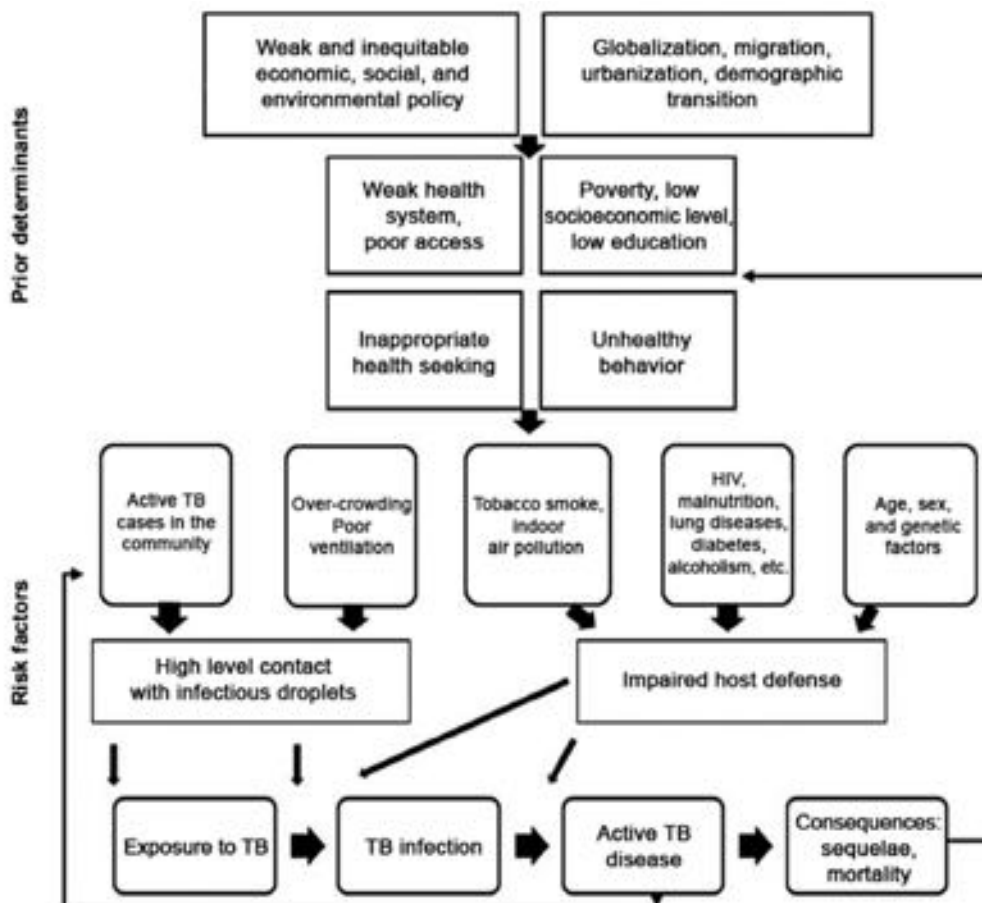 Prior determinants
Weak and inequitable
economic, social, and
environmental policy
Globalization, migration,
urbanization, demographic
transition
Weak health
system,
poor access
Poverty, low
socioeconomic level,
low education
Inappropriate
health seeking
Unhealthy
behavior
Risk factors
Active TB
cases in the
community
Over-crowding
Poor
ventilation
Tobacco smoke,
indoor
air pollution
HIV,
malnutrition,
lung diseases,
diabetes,
alcoholism, etc.
Age, sex,
and genetic
factors
High level contact
with infectious droplets
Impaired host defense
Exposure to TB
TB infection
Active TB
disease
Consequences:
sequelae,
mortality